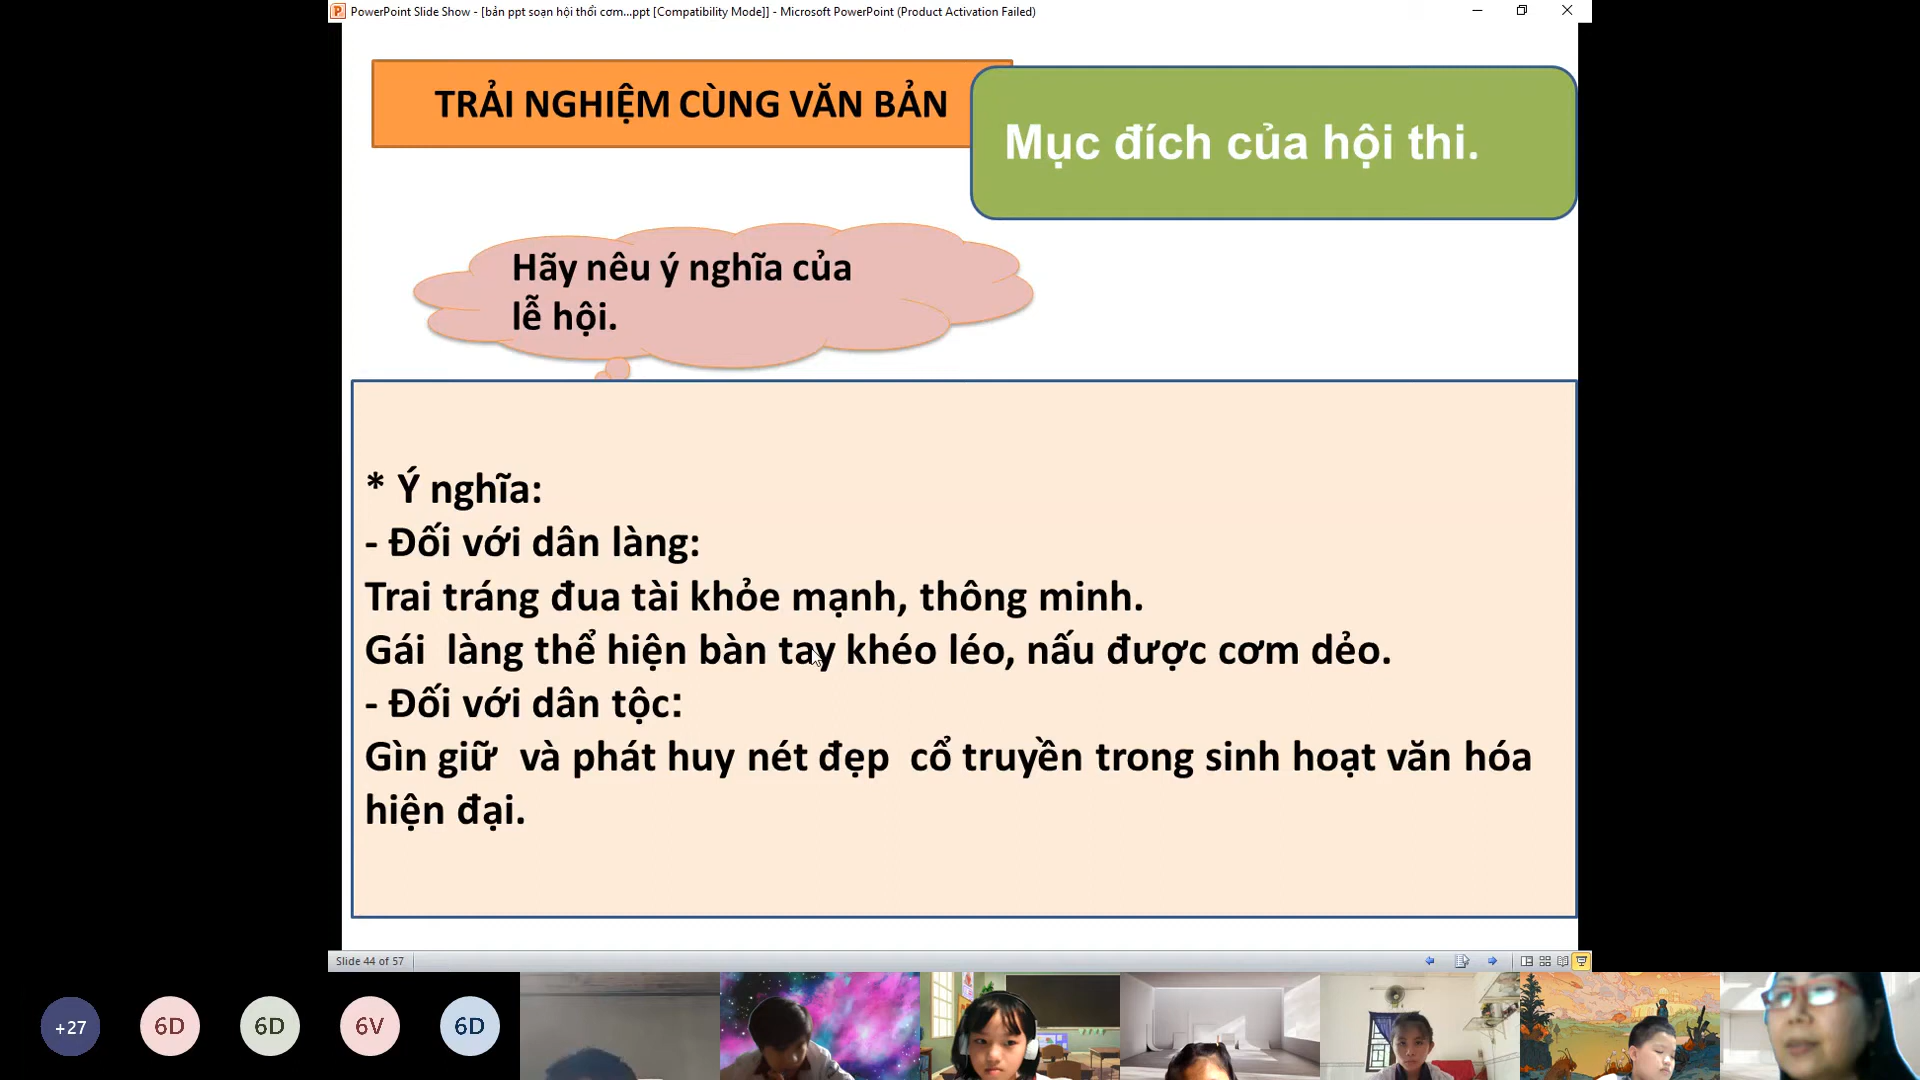 PowerPoint Slide Show - [bản ppt soạn hội thổi cơm...ppt [Compatibility Mode]] - Microsoft PowerPoint (Product Activation Failed)
TRẢI NGHIỆM CÙNG VĂN BẢN
Mục đích của hội thi.
Hãy nêu ý nghĩa của
lễ hội.
* Ý nghĩa:
- Đối với dân làng:
Trai tráng đua tài khỏe mạnh, thông minh.
Gái làng thể hiện bàn tay khéo léo, nấu được cơm dẻo.
- Đối với dân tộc:
Gìn giữ và phát huy nét đẹp cổ truyền trong sinh hoạt văn hóa
hiện đại.
Slide 44 of 57
+27
6D
6D
6V
6D